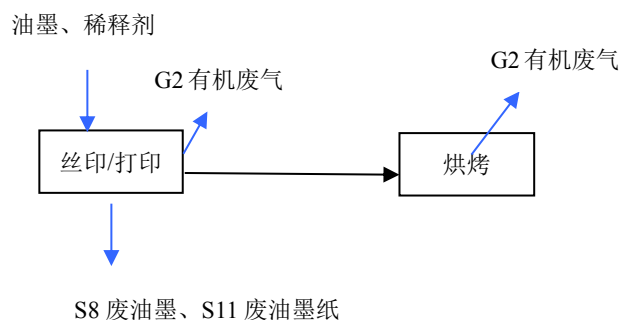 油墨、稀释剂
G2 有机废气
G2 有机废气
丝印/打印
烘烤
S8 废油墨、S11 废油墨纸